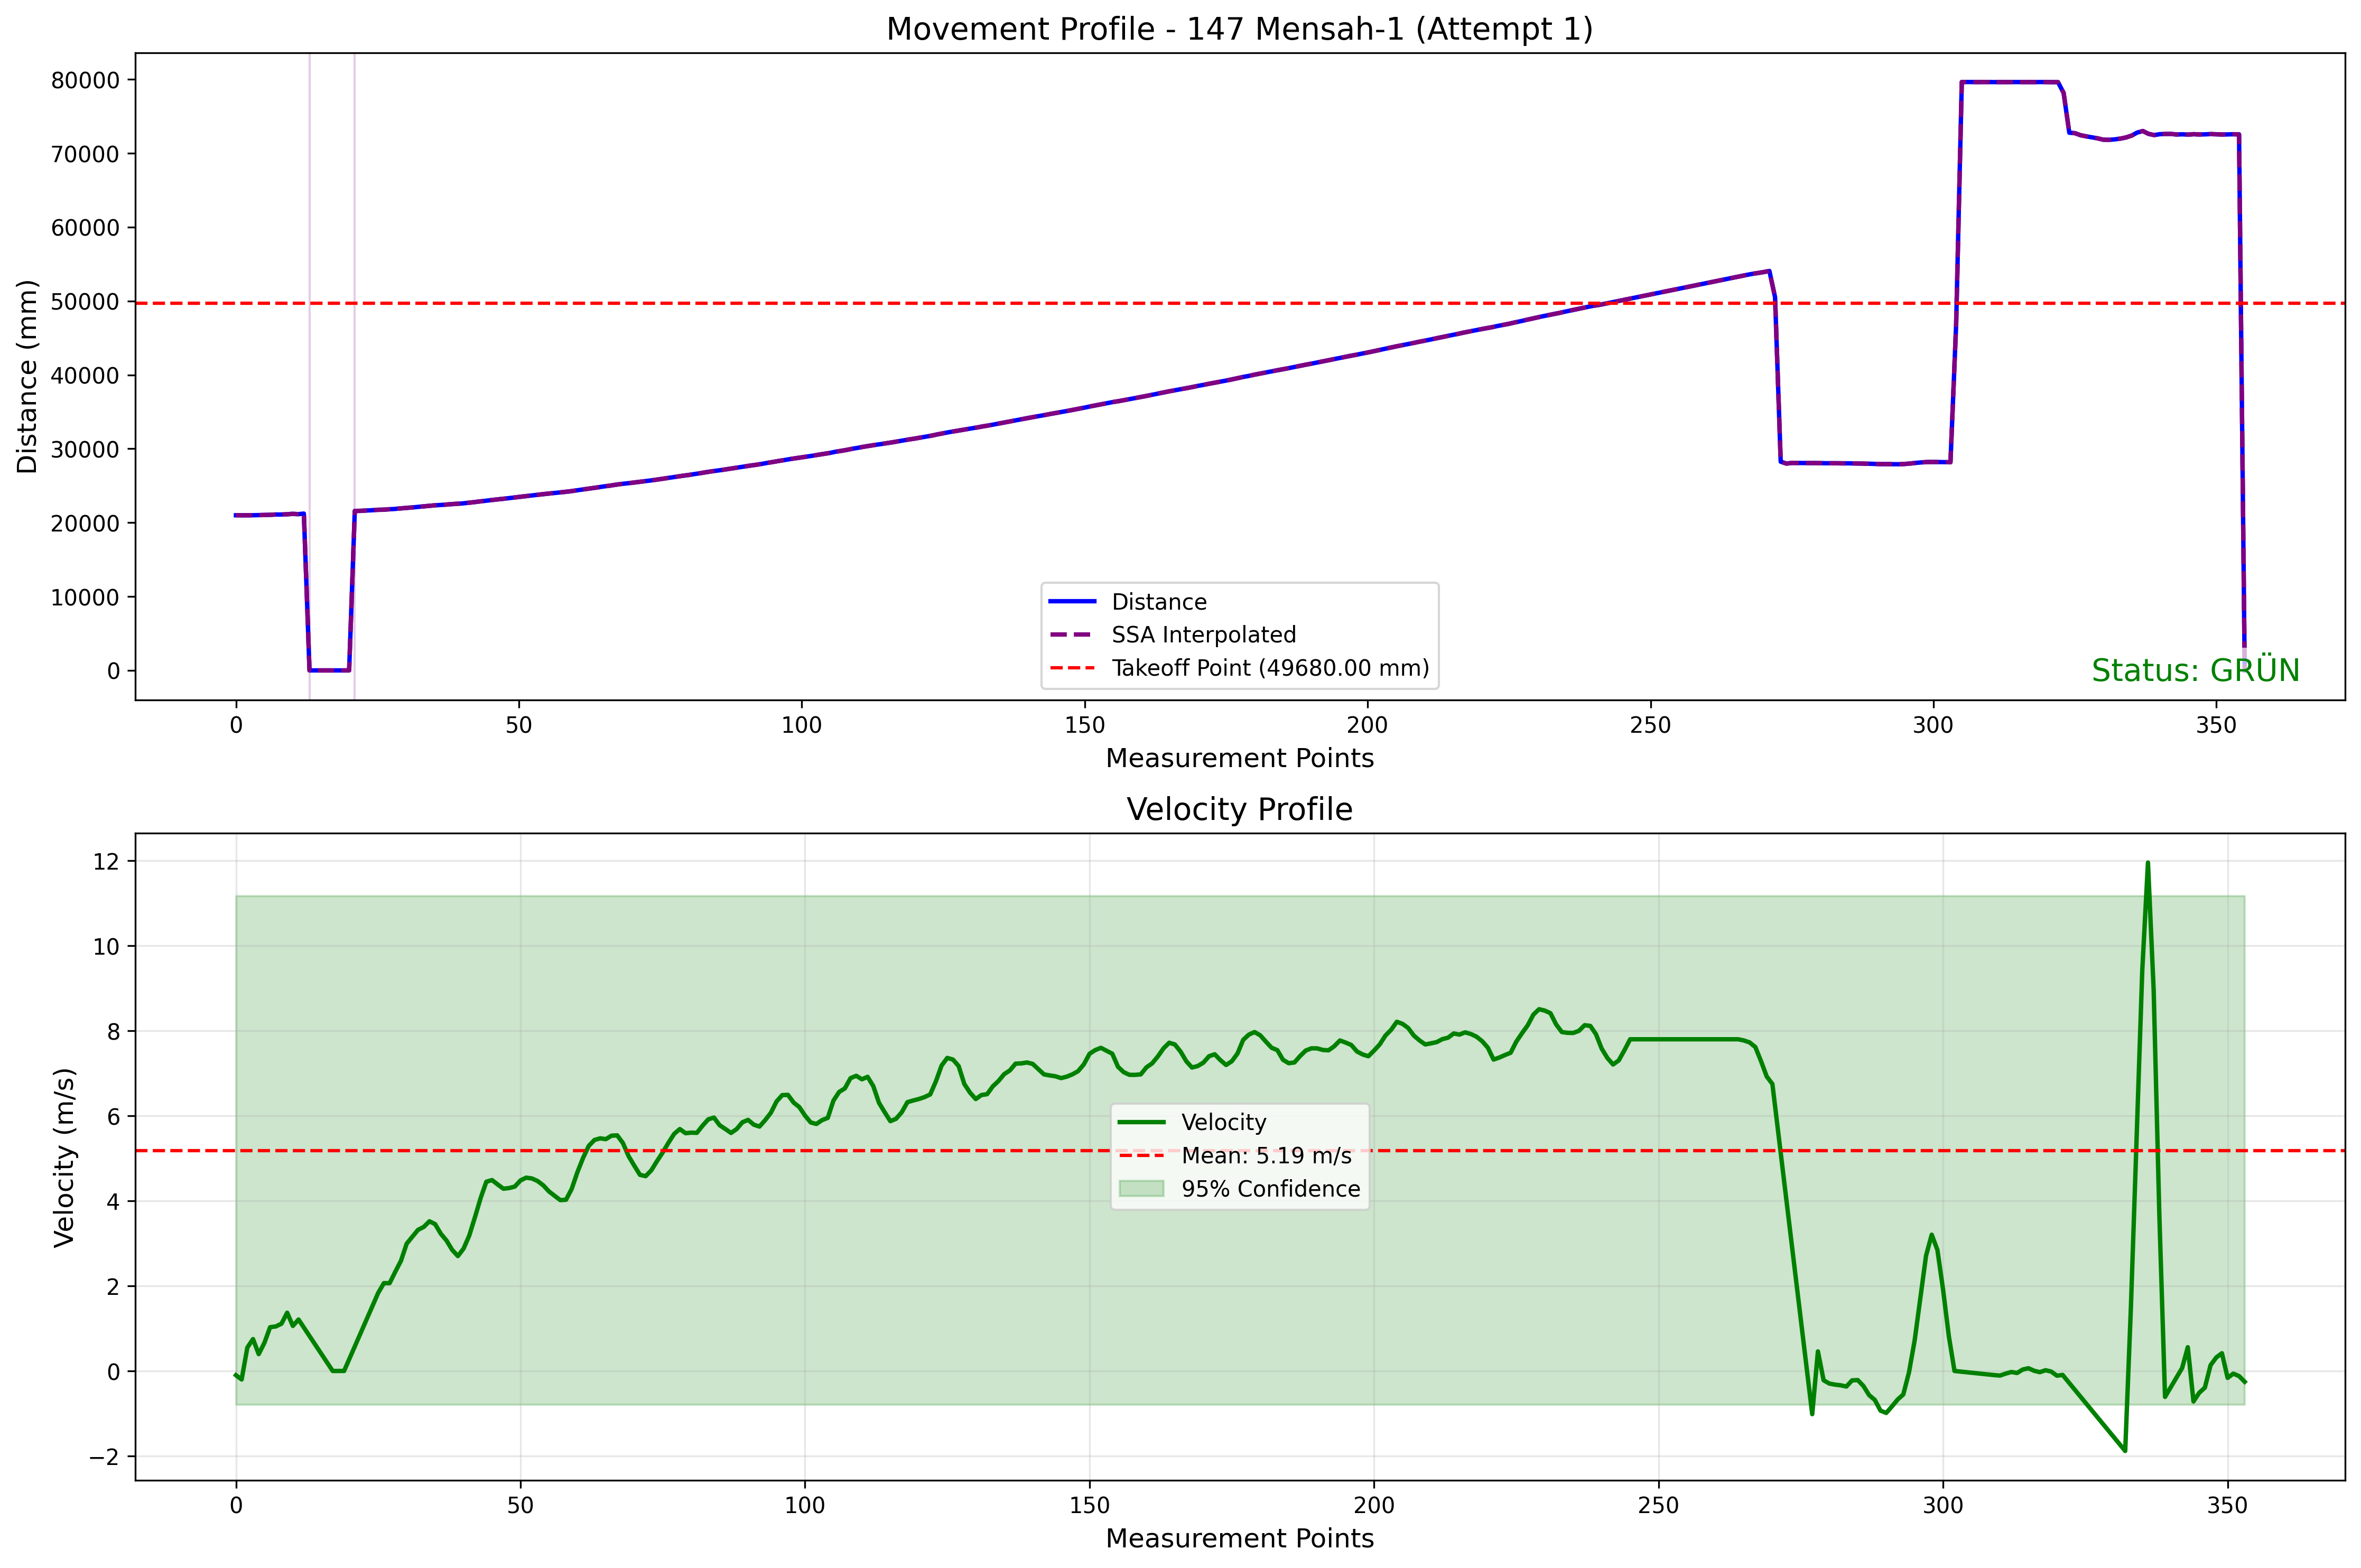 Movement Profile - 147 Mensah-1 (Attempt 1)
80000
70000
60000
50000
40000
30000
20000
10000
0
Distance (mm)
Distance
SSA Interpolated
Takeoff Point (49680.00 mm)
Status: GRÜN
0 50 100 150 200 250 300 350
Measurement Points
Velocity Profile
12
10
8
6
4
2
0
−2
Velocity (m/s)
Velocity
Mean: 5.19 m/s
95% Confidence
0 50 100 150 200 250 300 350
Measurement Points